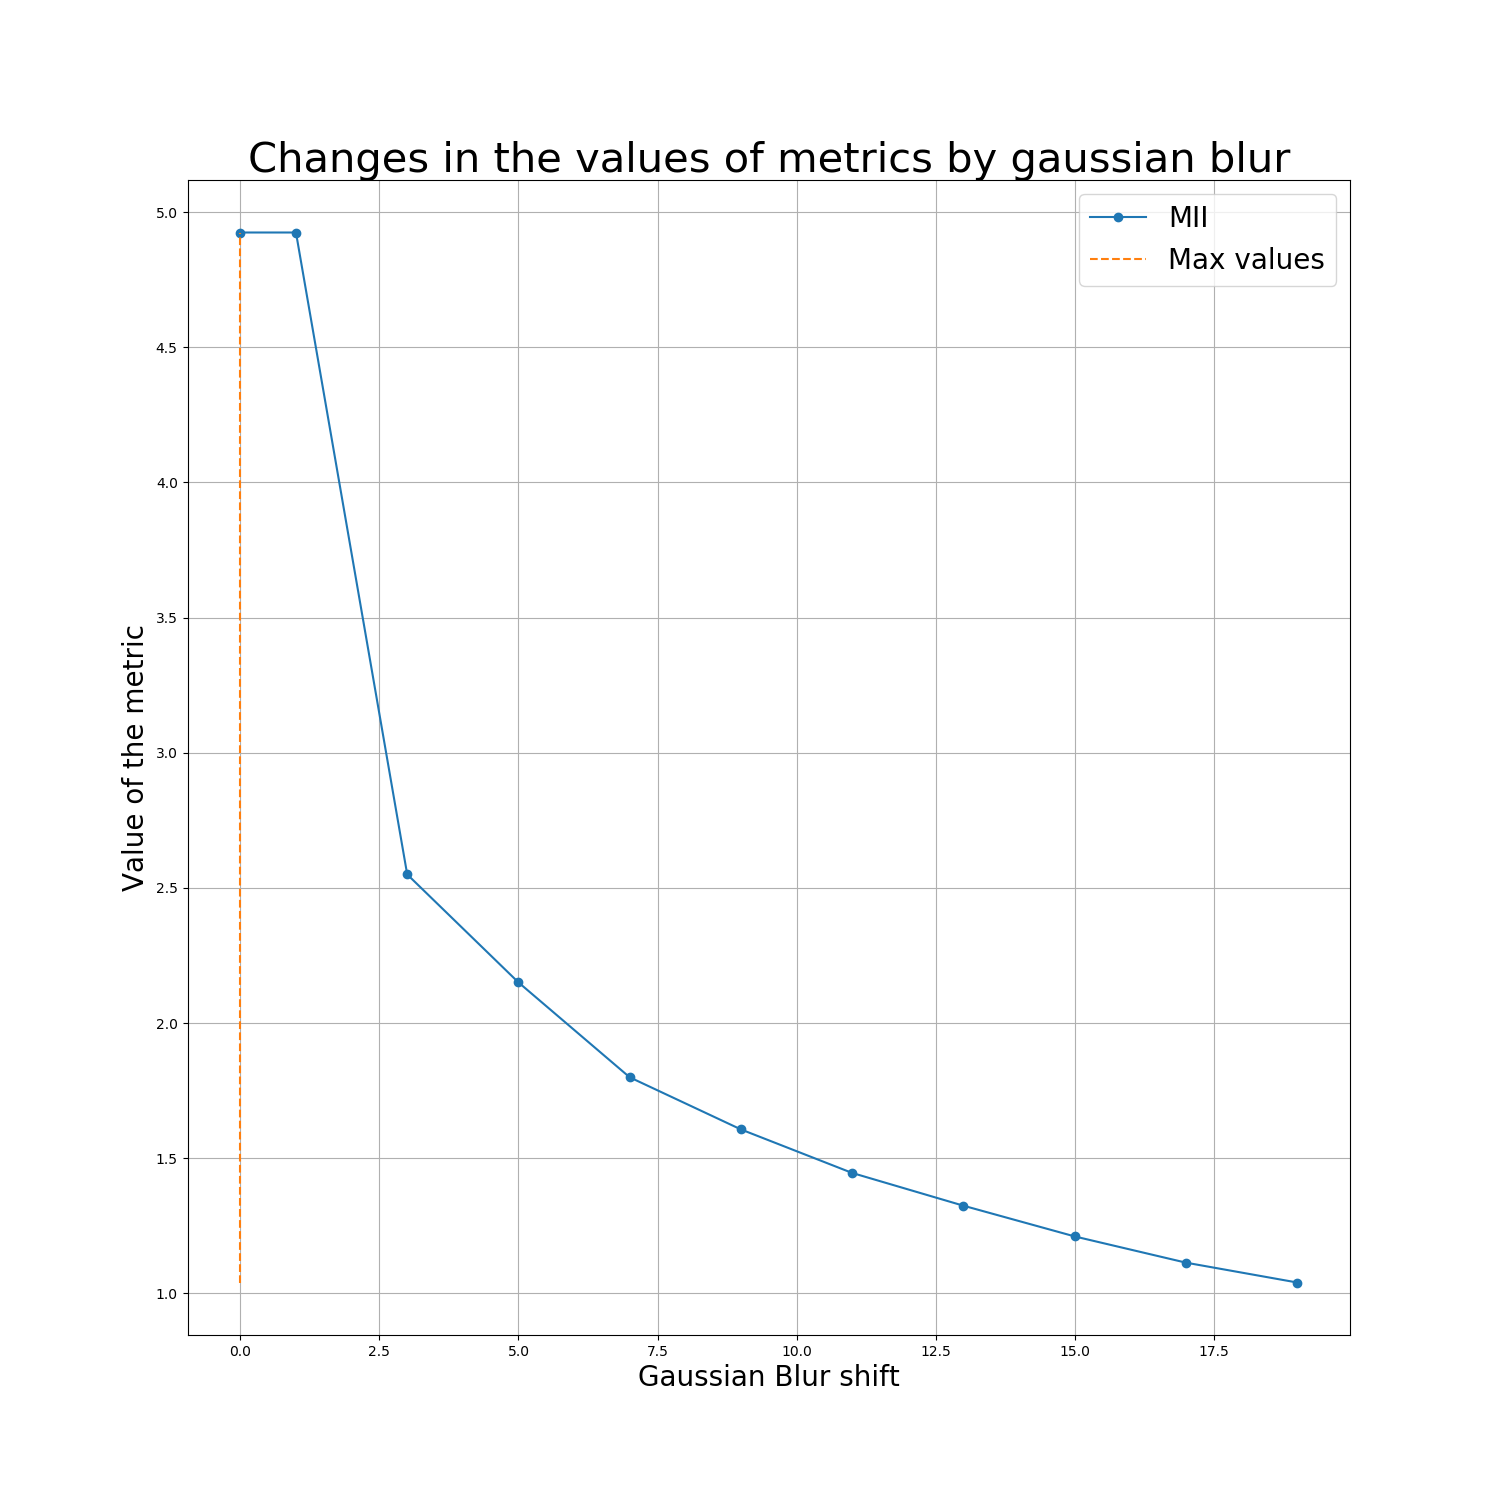 Changes in the values of metrics by gaussian blur
MII
Max values
5.0
4.5
4.0
3.5
3.0
2.5
2.0
1.5
1.0
Value of the metric
0.0 2.5 5.0 7.5 10.0 12.5 15.0 17.5
Gaussian Blur shift